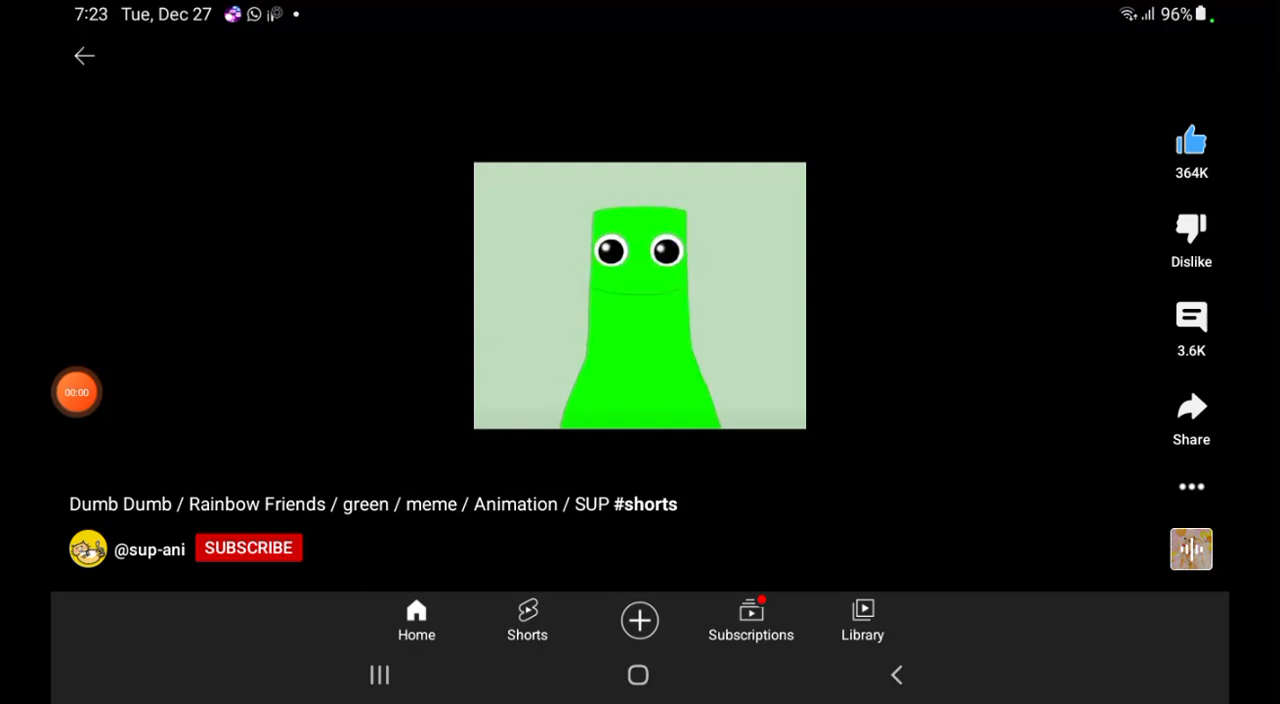 7:23 Tue, Dec 27
96%
364K
Dislike
3.6K
00:00
Share
Dumb Dumb / Rainbow Friends / green / meme / Animation / SUP #shorts
@sup-ani SUBSCRIBE
Home Shorts Subscriptions Library